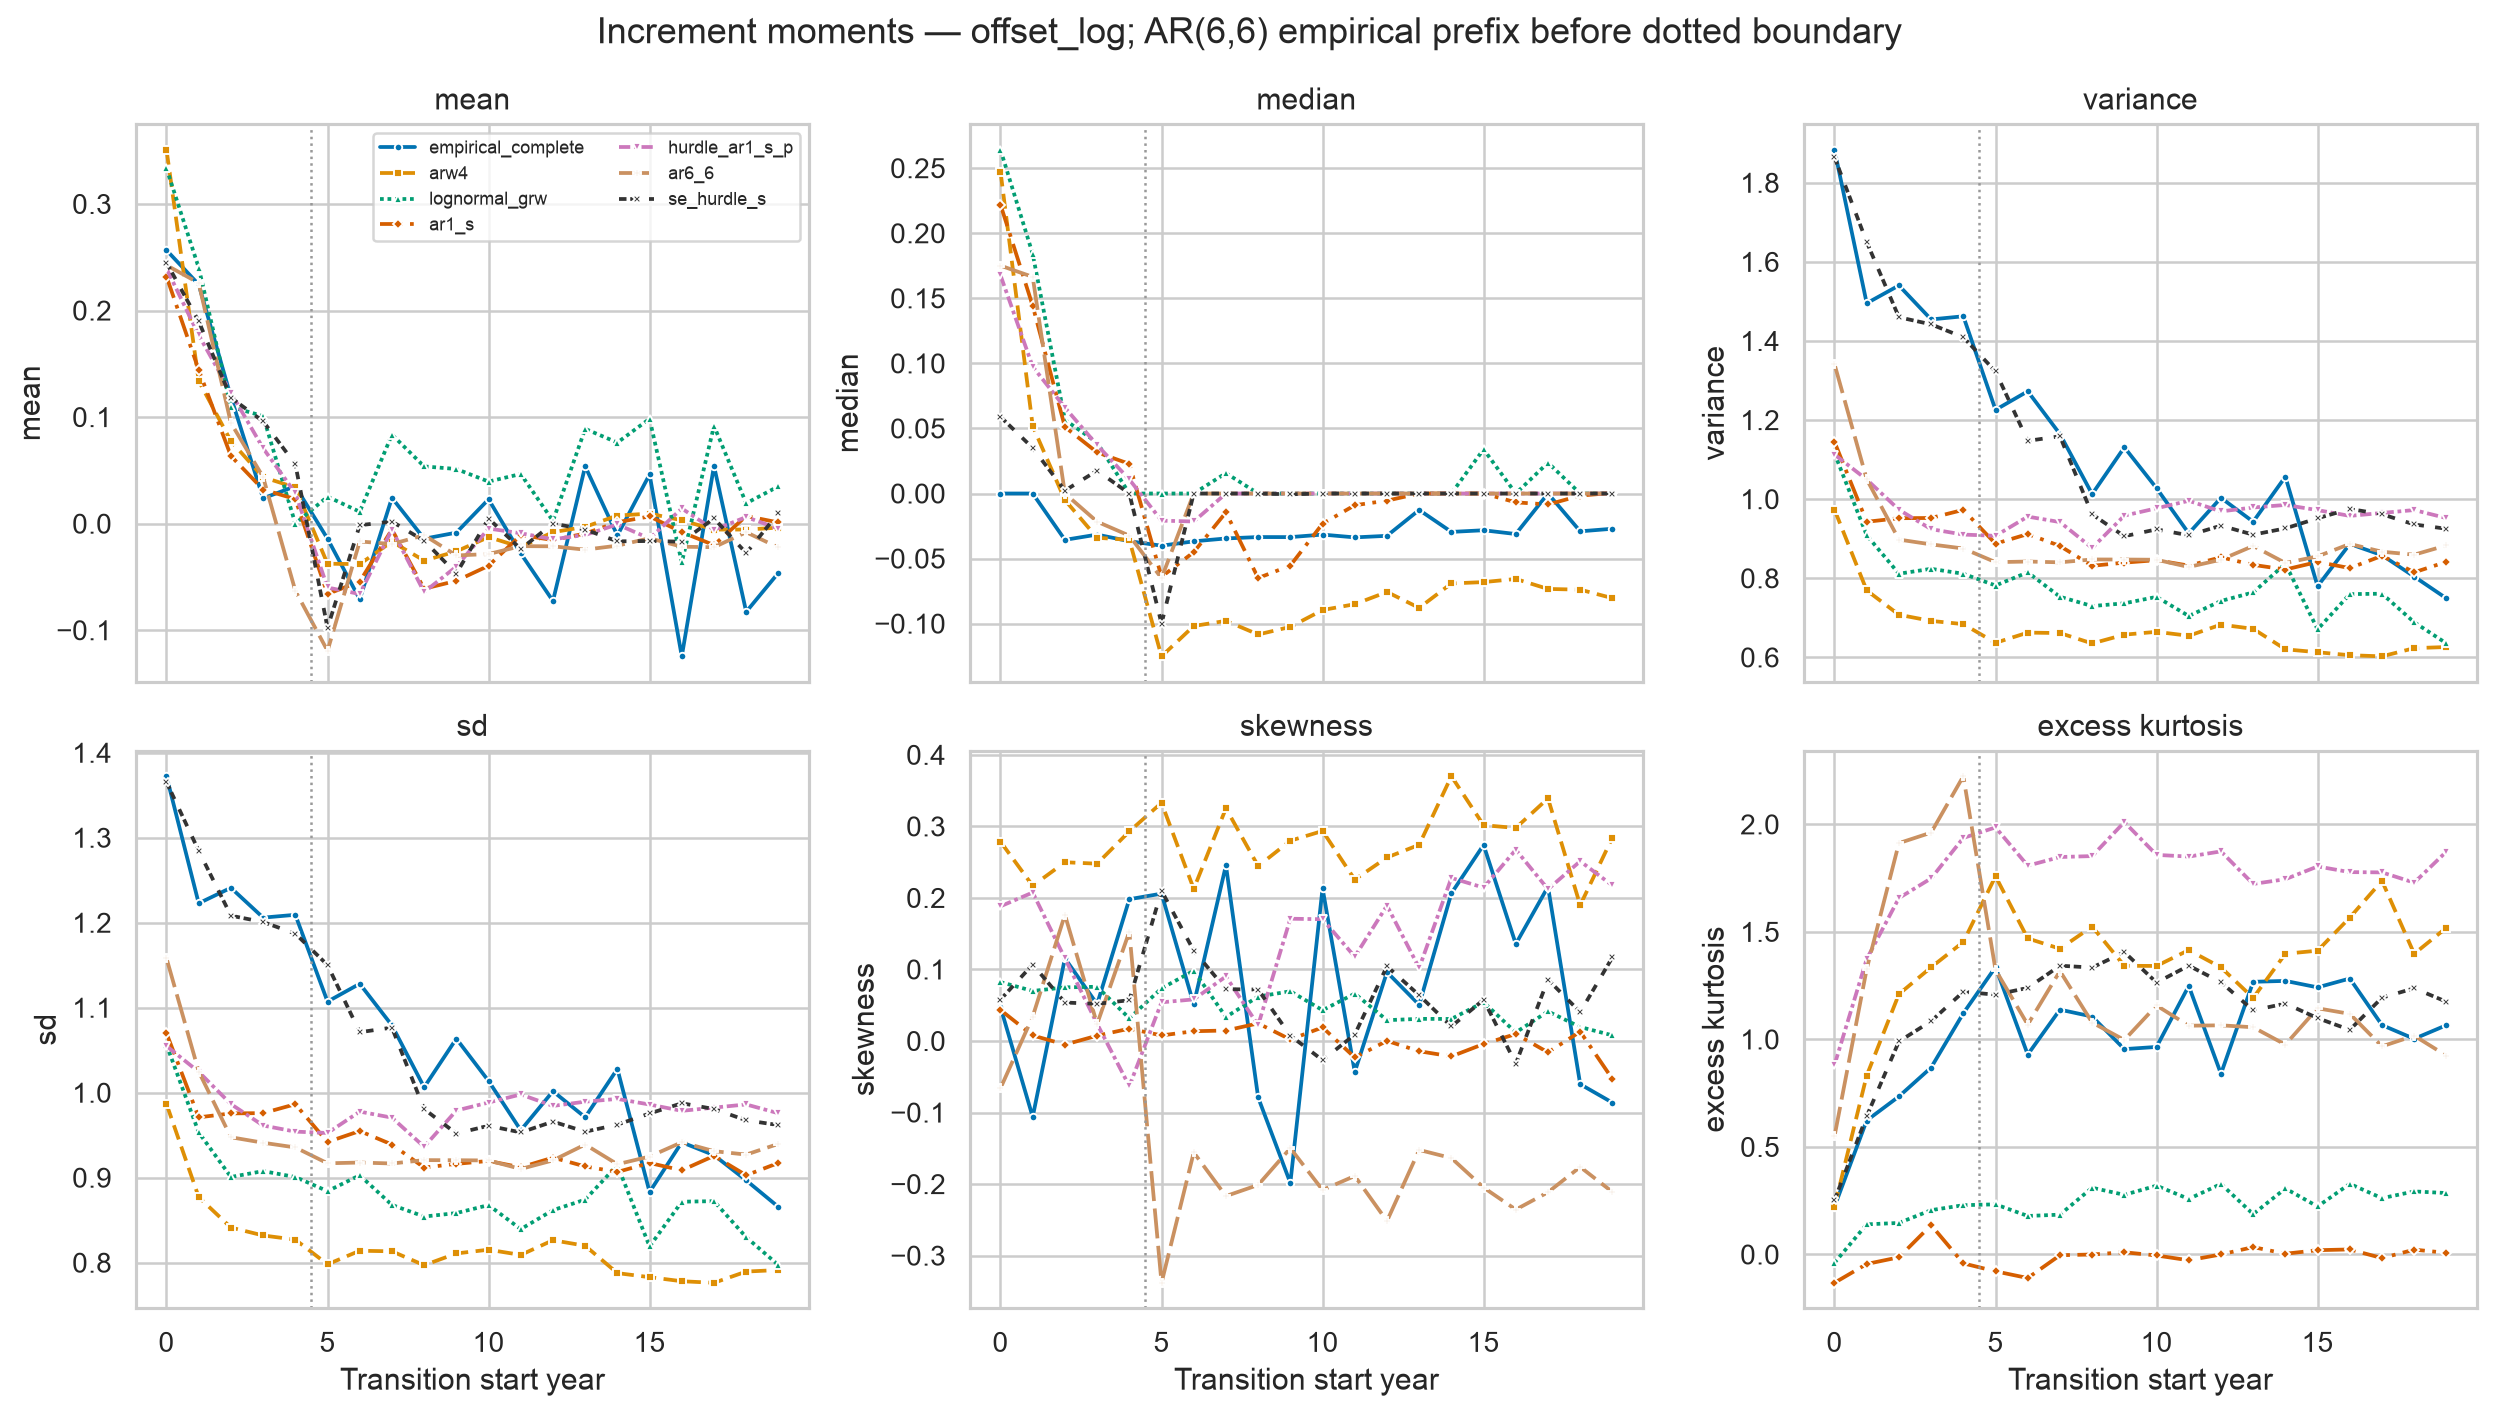 Increment moments — offset_log; AR(6,6) empirical prefix before dotted boundary
mean
median
variance
empirical_complete
arw4
lognormal_grw
ar1_s
hurdle_ar1_s_p
ar6_6
se_hurdle_s
mean
0.3
0.2
0.1
0.0
−0.1
median
0.25
0.20
0.15
0.10
0.05
0.00
−0.05
−0.10
variance
1.8
1.6
1.4
1.2
1.0
0.8
0.6
sd
skewness
excess kurtosis
sd
1.4
1.3
1.2
1.1
1.0
0.9
0.8
0
5
10
15
Transition start year
skewness
0.4
0.3
0.2
0.1
0.0
−0.1
−0.2
−0.3
0
5
10
15
Transition start year
excess kurtosis
2.0
1.5
1.0
0.5
0.0
0
5
10
15
Transition start year